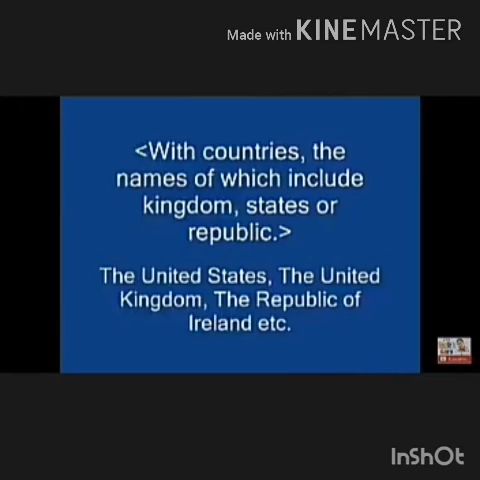 Made with KINEMASTER
<With countries, the
names of which include
kingdom, states or
republic.>
The United States, The United
Kingdom, The Republic of
Ireland etc.
InShOt